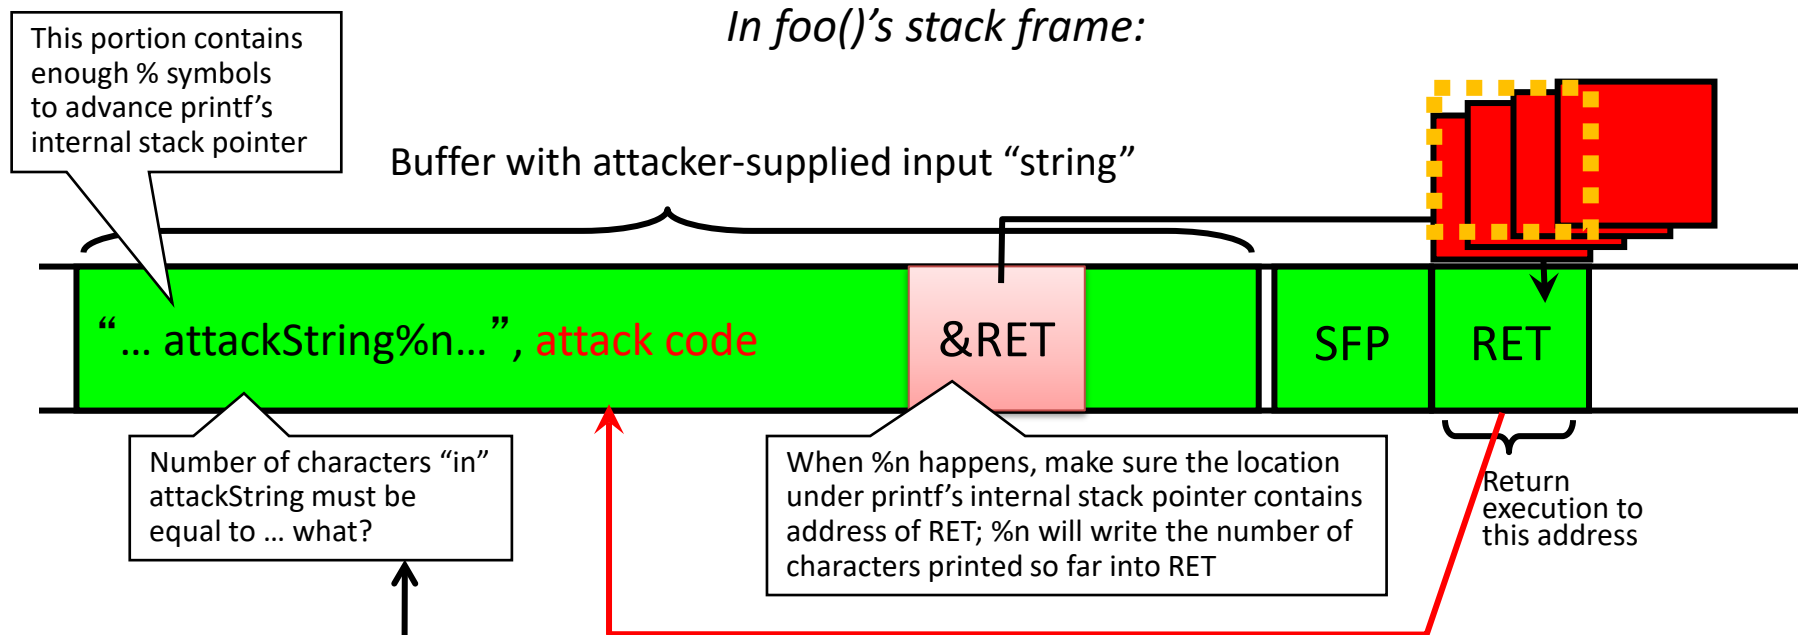 In foo()'s stack frame:
This portion contains
enough % symbols
to advance printf’s
internal stack pointer
Buffer with attacker-supplied input “string”
“… attackString%n…”, attack code
&RET
SFP
RET
Number of characters “in”
attackString must be
equal to … what?
When %n happens, make sure the location
under printf’s internal stack pointer contains
address of RET; %n will write the number of
characters printed so far into RET
Return
execution to
this address